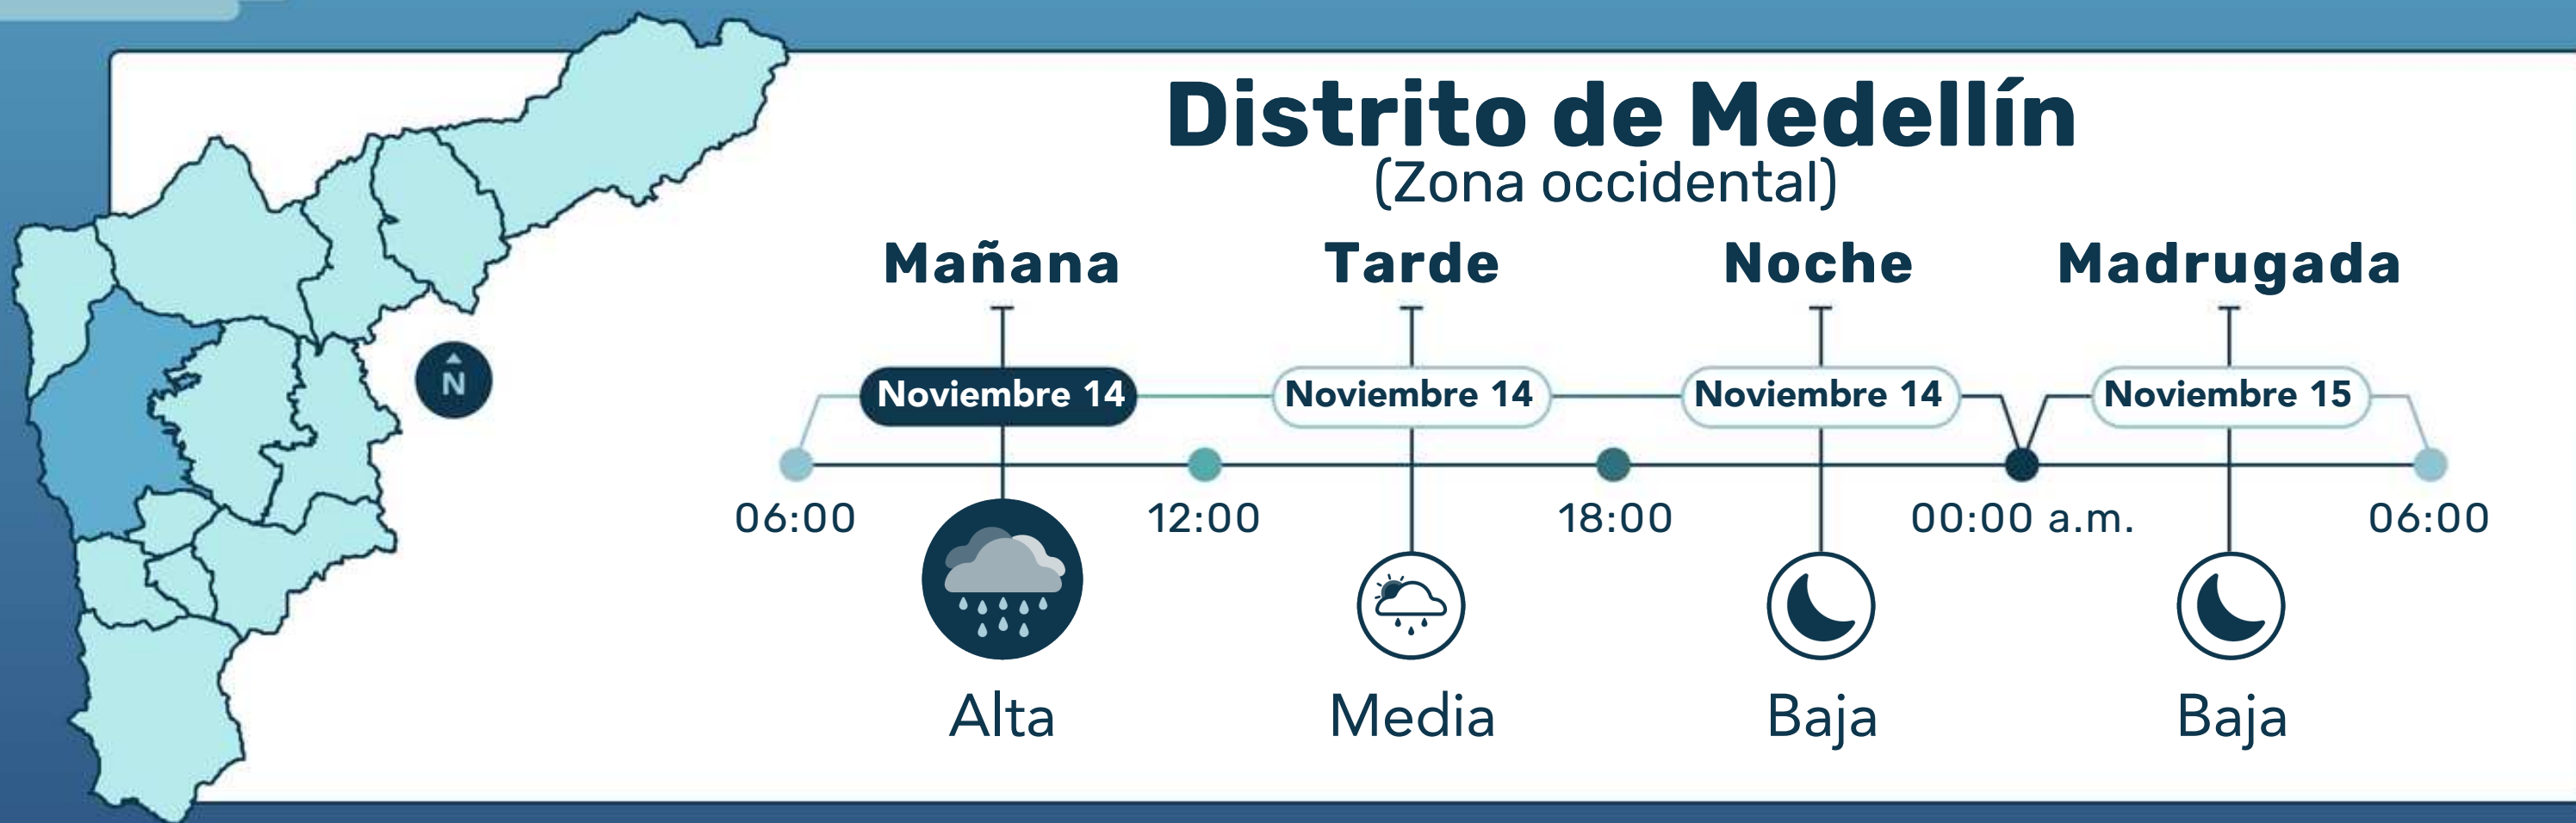 Distrito de Medellín
(Zona occidental)
Mañana Tarde Noche Madrugada
N
Noviembre 14 Noviembre 14 Noviembre 14 Noviembre 15
06:00 12:00 18:00 00:00 a.m. 06:00
Alta Media Baja Baja